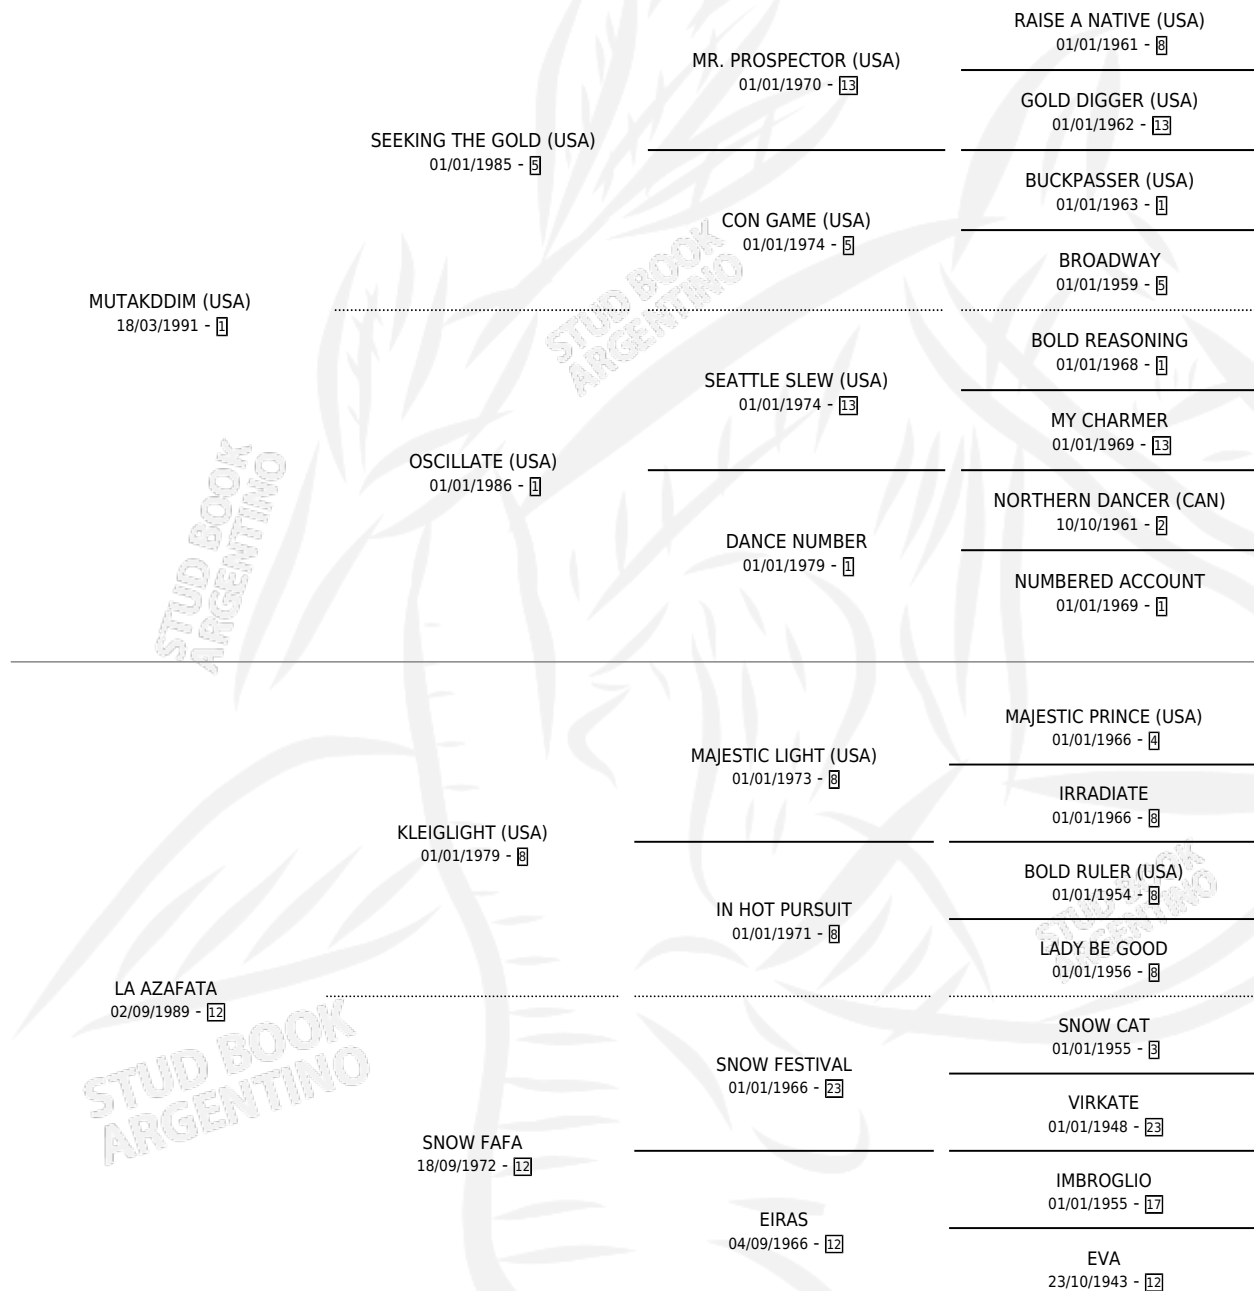 RAISE A NATIVE (USA)
01/01/1961 - 8
MR. PROSPECTOR (USA)
01/01/1970 - 13
GOLD DIGGER (USA)
01/01/1962 - 13
SEEKING THE GOLD (USA)
01/01/1985 - 5
BUCKPASSER (USA)
01/01/1963 - 1
CON GAME (USA)
01/01/1974 - 5
BROADWAY
01/01/1959 - 5
MUTAKDDIM (USA)
18/03/1991 - 1
BOLD REASONING
01/01/1968 - 1
SEATTLE SLEW (USA)
01/01/1974 - 13
MY CHARMER
01/01/1969 - 13
OSCILLATE (USA)
01/01/1986 - 1
NORTHERN DANCER (CAN)
10/10/1961 - 2
DANCE NUMBER
01/01/1979 - 1
NUMBERED ACCOUNT
01/01/1969 - 1
MAJESTIC PRINCE (USA)
01/01/1966 - 4
MAJESTIC LIGHT (USA)
01/01/1973 - 8
IRRADIATE
01/01/1966 - 8
KLEIGLIGHT (USA)
01/01/1979 - 8
BOLD RULER (USA)
01/01/1954 - 8
IN HOT PURSUIT
01/01/1971 - 8
LADY BE GOOD
01/01/1956 - 8
LA AZAFATA
02/09/1989 - 12
SNOW CAT
01/01/1955 - 3
SNOW FESTIVAL
01/01/1966 - 23
VIRKATE
01/01/1948 - 23
SNOW FAFA
18/09/1972 - 12
IMBROGLIO
01/01/1955 - 17
EIRAS
04/09/1966 - 12
EVA
23/10/1943 - 12
STUD BOOK
ARGENTINO
STUD BOOK
ARGENTINO
STUD BOOK
ARGENTINO
STUD BOOK
ARGENTINO